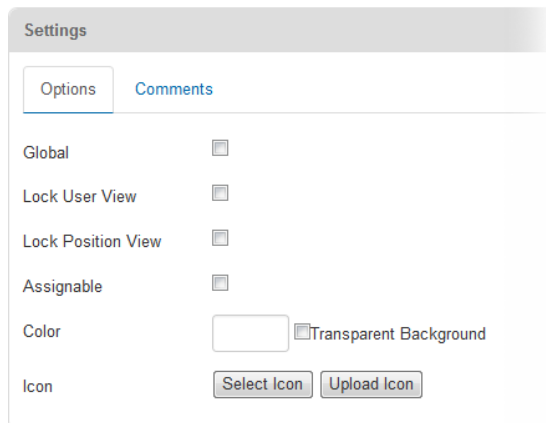 Settings
Options Comments
Global
Lock User View
Lock Position View
Assignable
Color Transparent Background
Icon Select Icon Upload Icon